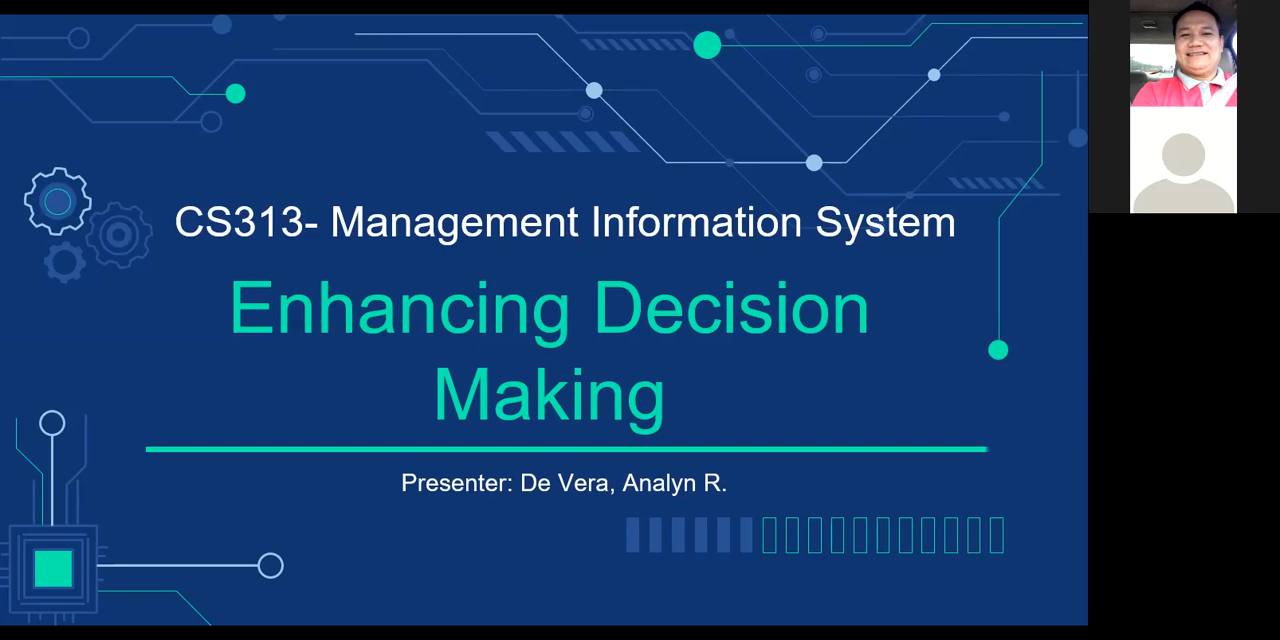 CS313- Management Information System
Enhancing Decision
Making
Presenter: De Vera, Analyn R.